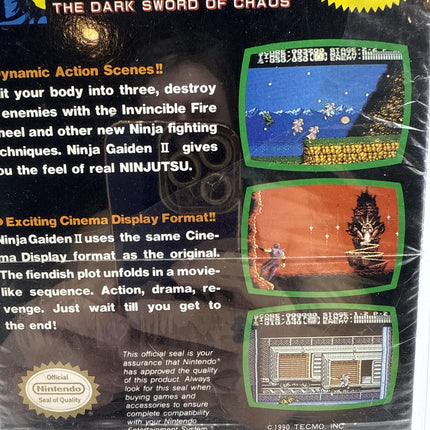 THE DARK SWORD OF CHAOS
Dynamic Action Scenes!!
it your body into three, destroy
enemies with the Invincible Fire
heel and other new Ninja fighting
chniques. Ninja Gaiden II gives
ou the feel of real NINJUTSU.
Exciting Cinema Display Format!!
Ninja Gaiden II uses the same Cine-
ma Display format as the original.
The fiendish plot unfolds in a movie-
like sequence. Action, drama, re-
venge. Just wait till you get to
the end!
Official
Nintendo
Seal of Quality
This official seal is your
assurance that Nintendo®
has approved the quality
of this product. Always
look for this seal when
buying games and
accessories to ensure
complete compatibility
with your Nintendo
Entertainment System®
©1990 TECMO, INC